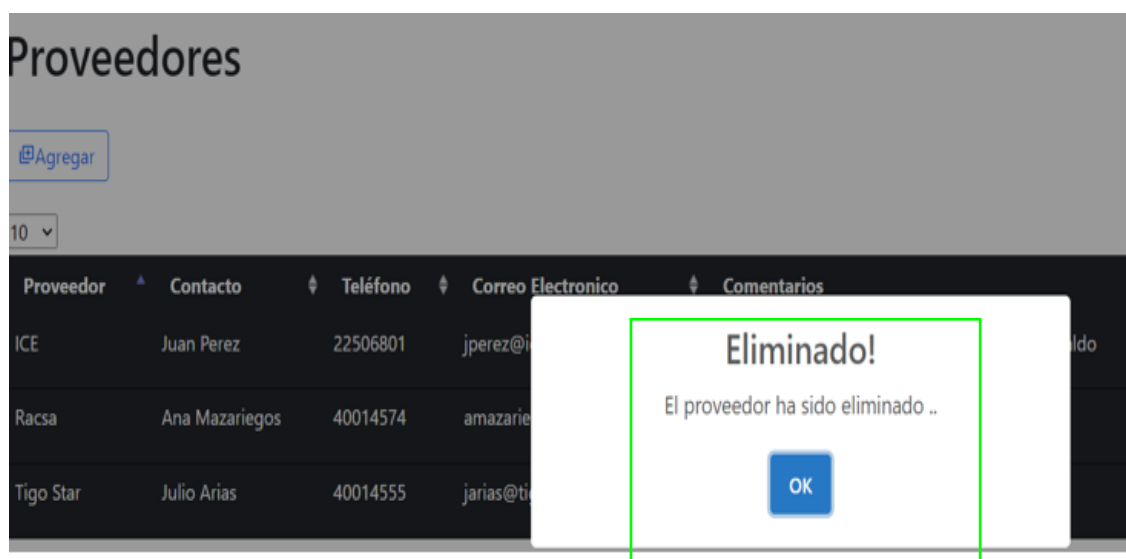 Proveedores
Agregar
10
Proveedor Contacto Teléfono Correo Electronico Comentarios
ICE Juan Perez 22506801
Racsa Ana Mazariegos 40014574
Tigo Star Julio Arias 40014555
Eliminado!
El proveedor ha sido eliminado ..
OK